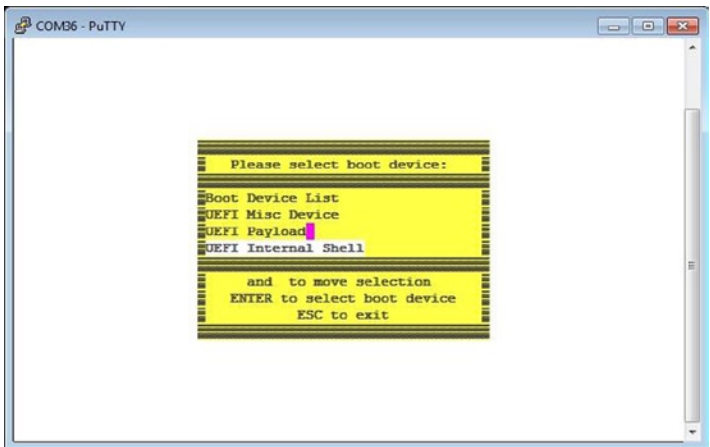 COM36 - PuTTY
Please select boot device:
Boot Device List
UEFI Misc Device
UEFI Payload
UEFI Internal Shell
and to move selection
ENTER to select boot device
ESC to exit